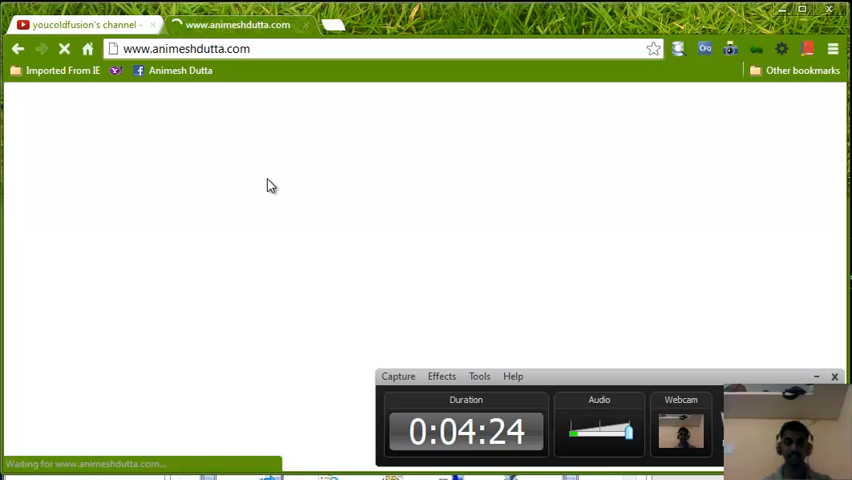 youcoldfusion's channel -
www.animeshdutta.com
www.animeshdutta.com
CFQ
Imported From IE
Y!
Animesh Dutta
Other bookmarks
Capture Effects Tools Help
Duration
Audio
Webcam
0:04:24
Waiting for www.animeshdutta.com...